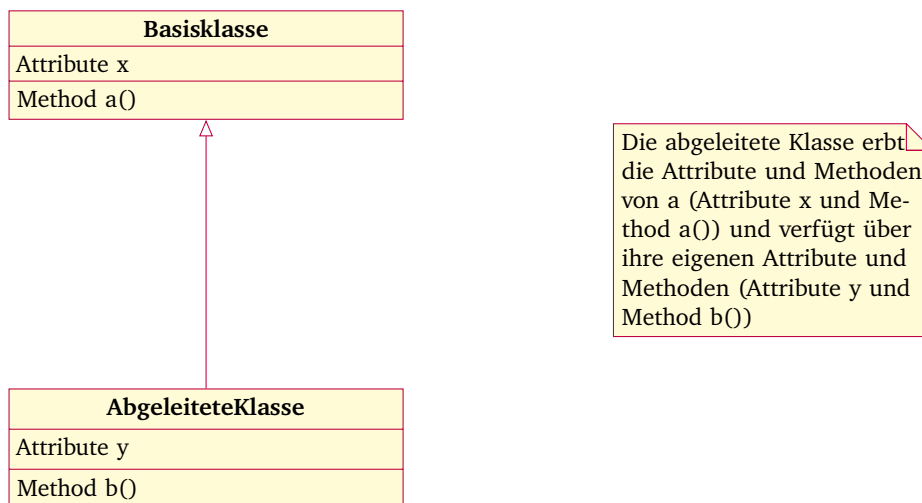 Basisklasse
Attribute x
Method a()
Die abgeleitete Klasse erbt
die Attribute und Methoden
von a (Attribute x und Me-
thod a()) und verfügt über
ihre eigenen Attribute und
Methoden (Attribute y und
Method b())
AbgeleiteteKlasse
Attribute y
Method b()